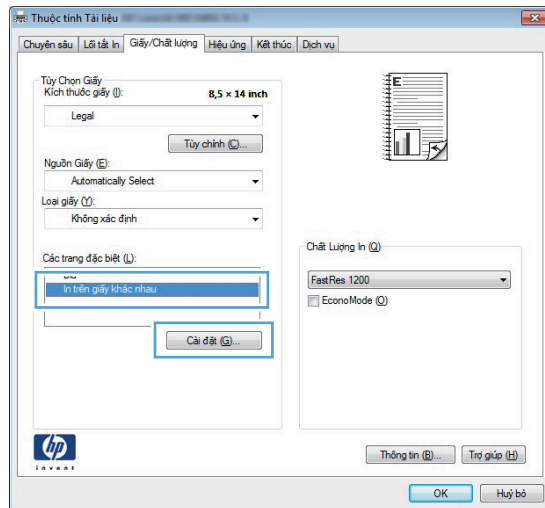 Thuộc tính Tài liệu
Chuyên sâu Lối tắt In Giấy/Chất lượng Hiệu ứng Kết thúc Dịch vụ
Tùy Chọn Giấy
Kích thước giấy (I):
8,5 × 14 inch
Legal
Tùy chỉnh (C)...
Nguồn Giấy (E):
Automatically Select
Loại giấy (Y):
Không xác định
Các trang đặc biệt (L):
In trên giấy khác nhau
Cài đặt (G)...
E
Chất Lượng In (Q)
FastRes 1200
EconoMode (O)
hp
invent
Thông tin (B)... Trợ giúp (H)
OK Huỷ bỏ